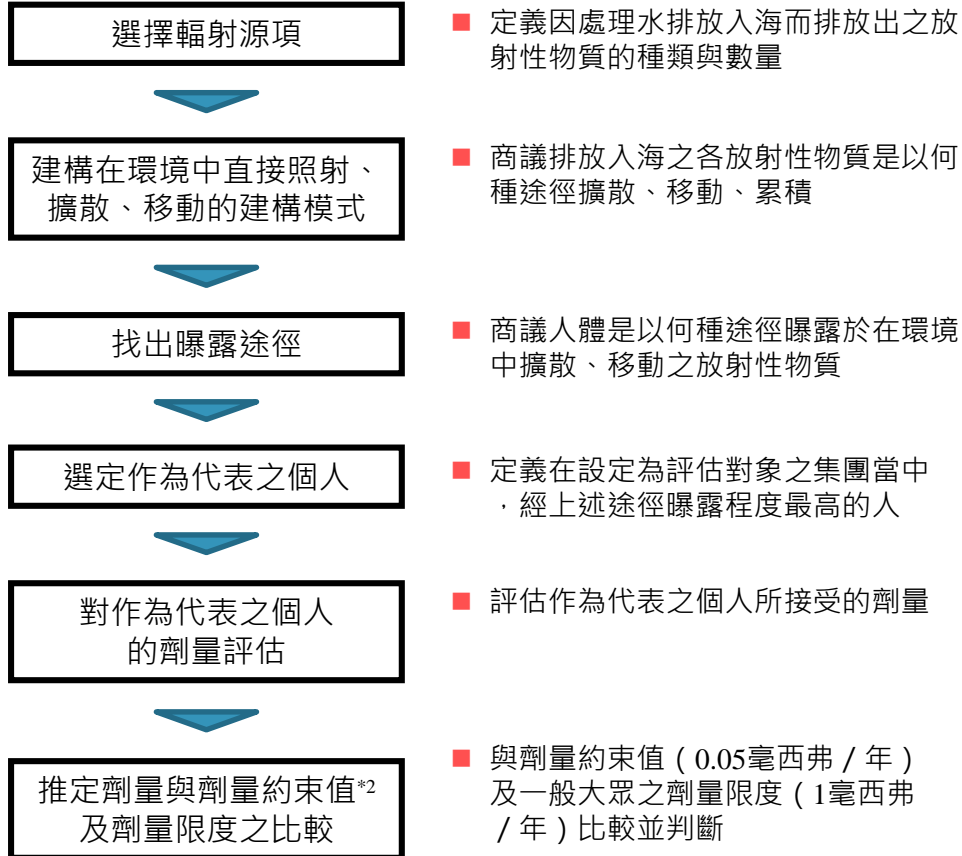 選擇輻射源項
■ 定義因處理水排放入海而排放出之放
射性物質的種類與數量
建構在環境中直接照射、
擴散、移動的建構模式
■ 商議排放入海之各放射性物質是以何
種途徑擴散、移動、累積
找出曝露途徑
■ 商議人體是以何種途徑曝露於在環境
中擴散、移動之放射性物質
選定作為代表之個人
■ 定義在設定為評估對象之集團當中
，經上述途徑曝露程度最高的人
對作為代表之個人
的劑量評估
■ 評估作為代表之個人所接受的劑量
推定劑量與劑量約束值*2
及劑量限度之比較
■ 與劑量約束值（0.05毫西弗／年）
及一般大眾之劑量限度（1毫西弗
／年）比較並判斷